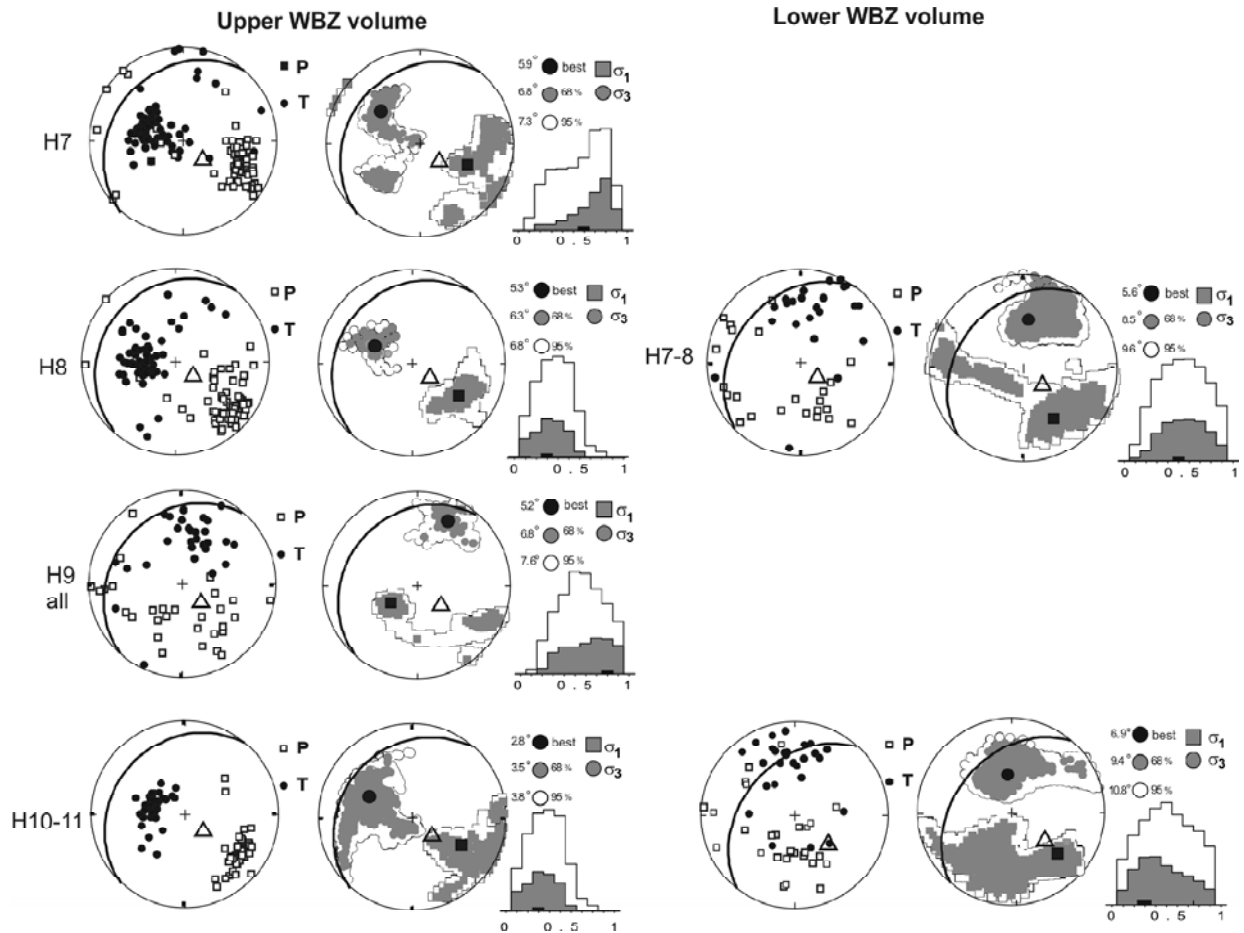 Upper WBZ volume
Lower WBZ volume
H7
P
T
5.9° best σ1
6.8° 68% σ3
7.3° 95%
0 0.5 1
H8
P
T
5.3° best σ1
6.3° 68% σ3
6.8° 95%
0 0.5 1
H7-8
P
T
5.6° best σ1
8.5° 68% σ3
9.6° 95%
0 0.5 1
H9
all
P
T
5.2° best σ1
6.8° 68% σ3
7.6° 95%
0 0.5 1
H10-11
P
T
2.8° best σ1
3.5° 68% σ3
3.8° 95%
0 0.5 1
P
T
6.9° best σ1
9.4° 68% σ3
10.8° 95%
0 0.5 1